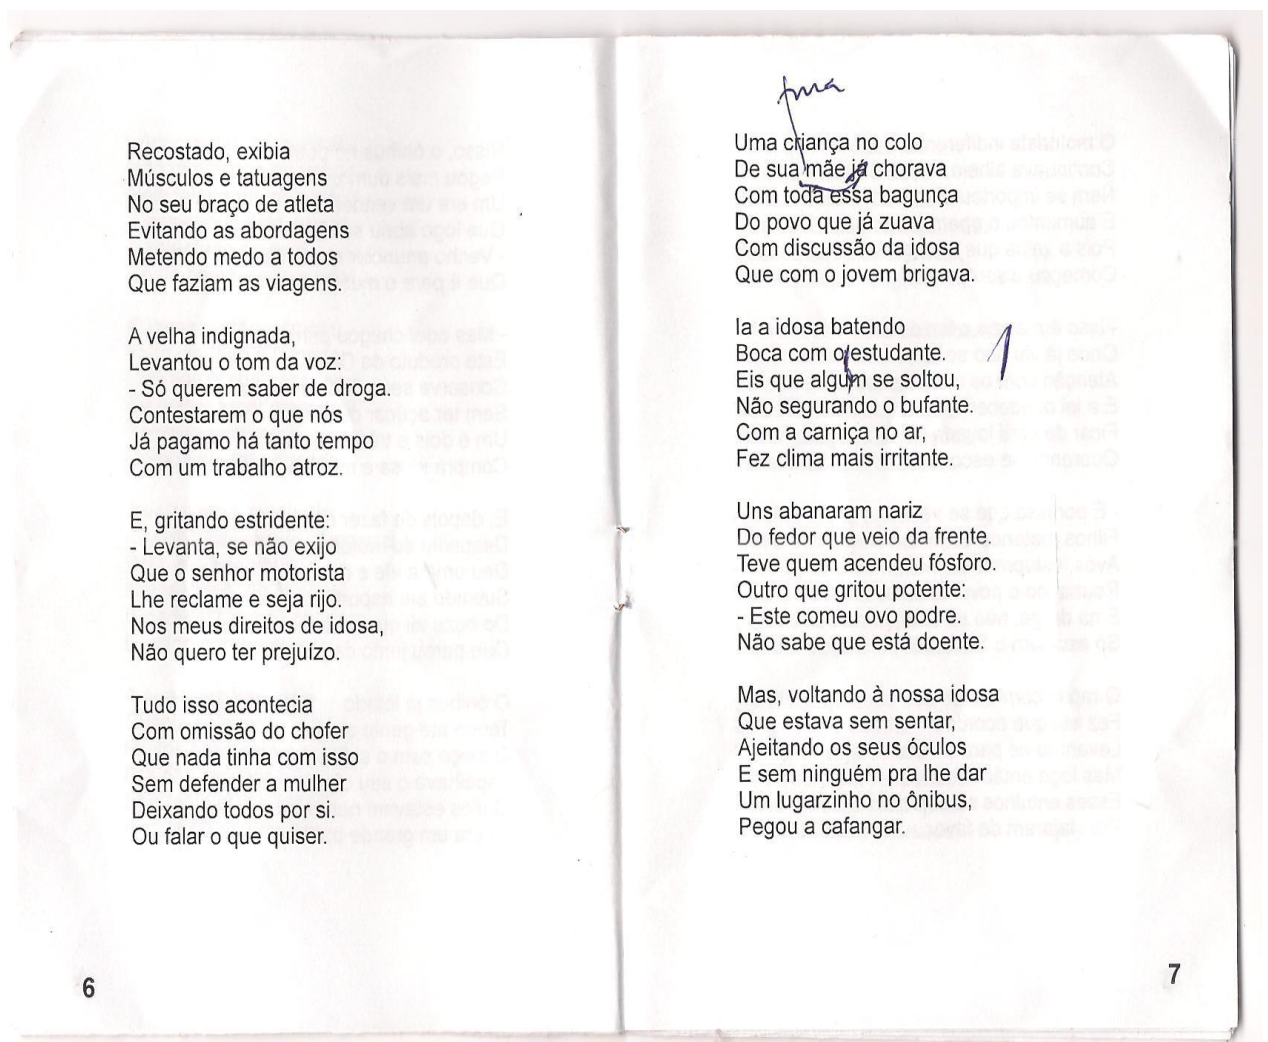 Recostado, exibia
Músculos e tatuagens
No seu braço de atleta
Evitando as abordagens
Metendo medo a todos
Que faziam as viagens.
A velha indignada,
Levantou o tom da voz:
- Só querem saber de droga.
Contestarem o que nós
Já pagamo há tanto tempo
Com um trabalho atroz.
E, gritando estridente:
- Levanta, se não exijo
Que o senhor motorista
Lhe reclame e seja rijo.
Nos meus direitos de idosa,
Não quero ter prejuízo.
Tudo isso acontecia
Com omissão do chofer
Que nada tinha com isso
Sem defender a mulher
Deixando todos por si.
Ou falar o que quiser.
6
Uma criança no colo
De sua mãe já chorava
Com toda essa bagunça
Do povo que já zuava
Com discussão da idosa
Que com o jovem brigava.
Ia a idosa batendo
Boca com o estudante.
Eis que algum se soltou,
Não segurando o bufante.
Com a carniça no ar,
Fez clima mais irritante.
Uns abanaram nariz
Do fedor que veio da frente.
Teve quem acendeu fósforo.
Outro que gritou potente:
- Este comeu ovo podre.
Não sabe que está doente.
Mas, voltando à nossa idosa
Que estava sem sentar,
Ajeitando os seus óculos
E sem ninguém pra lhe dar
Um lugarzinho no ônibus,
Pegou a cafangar.
7